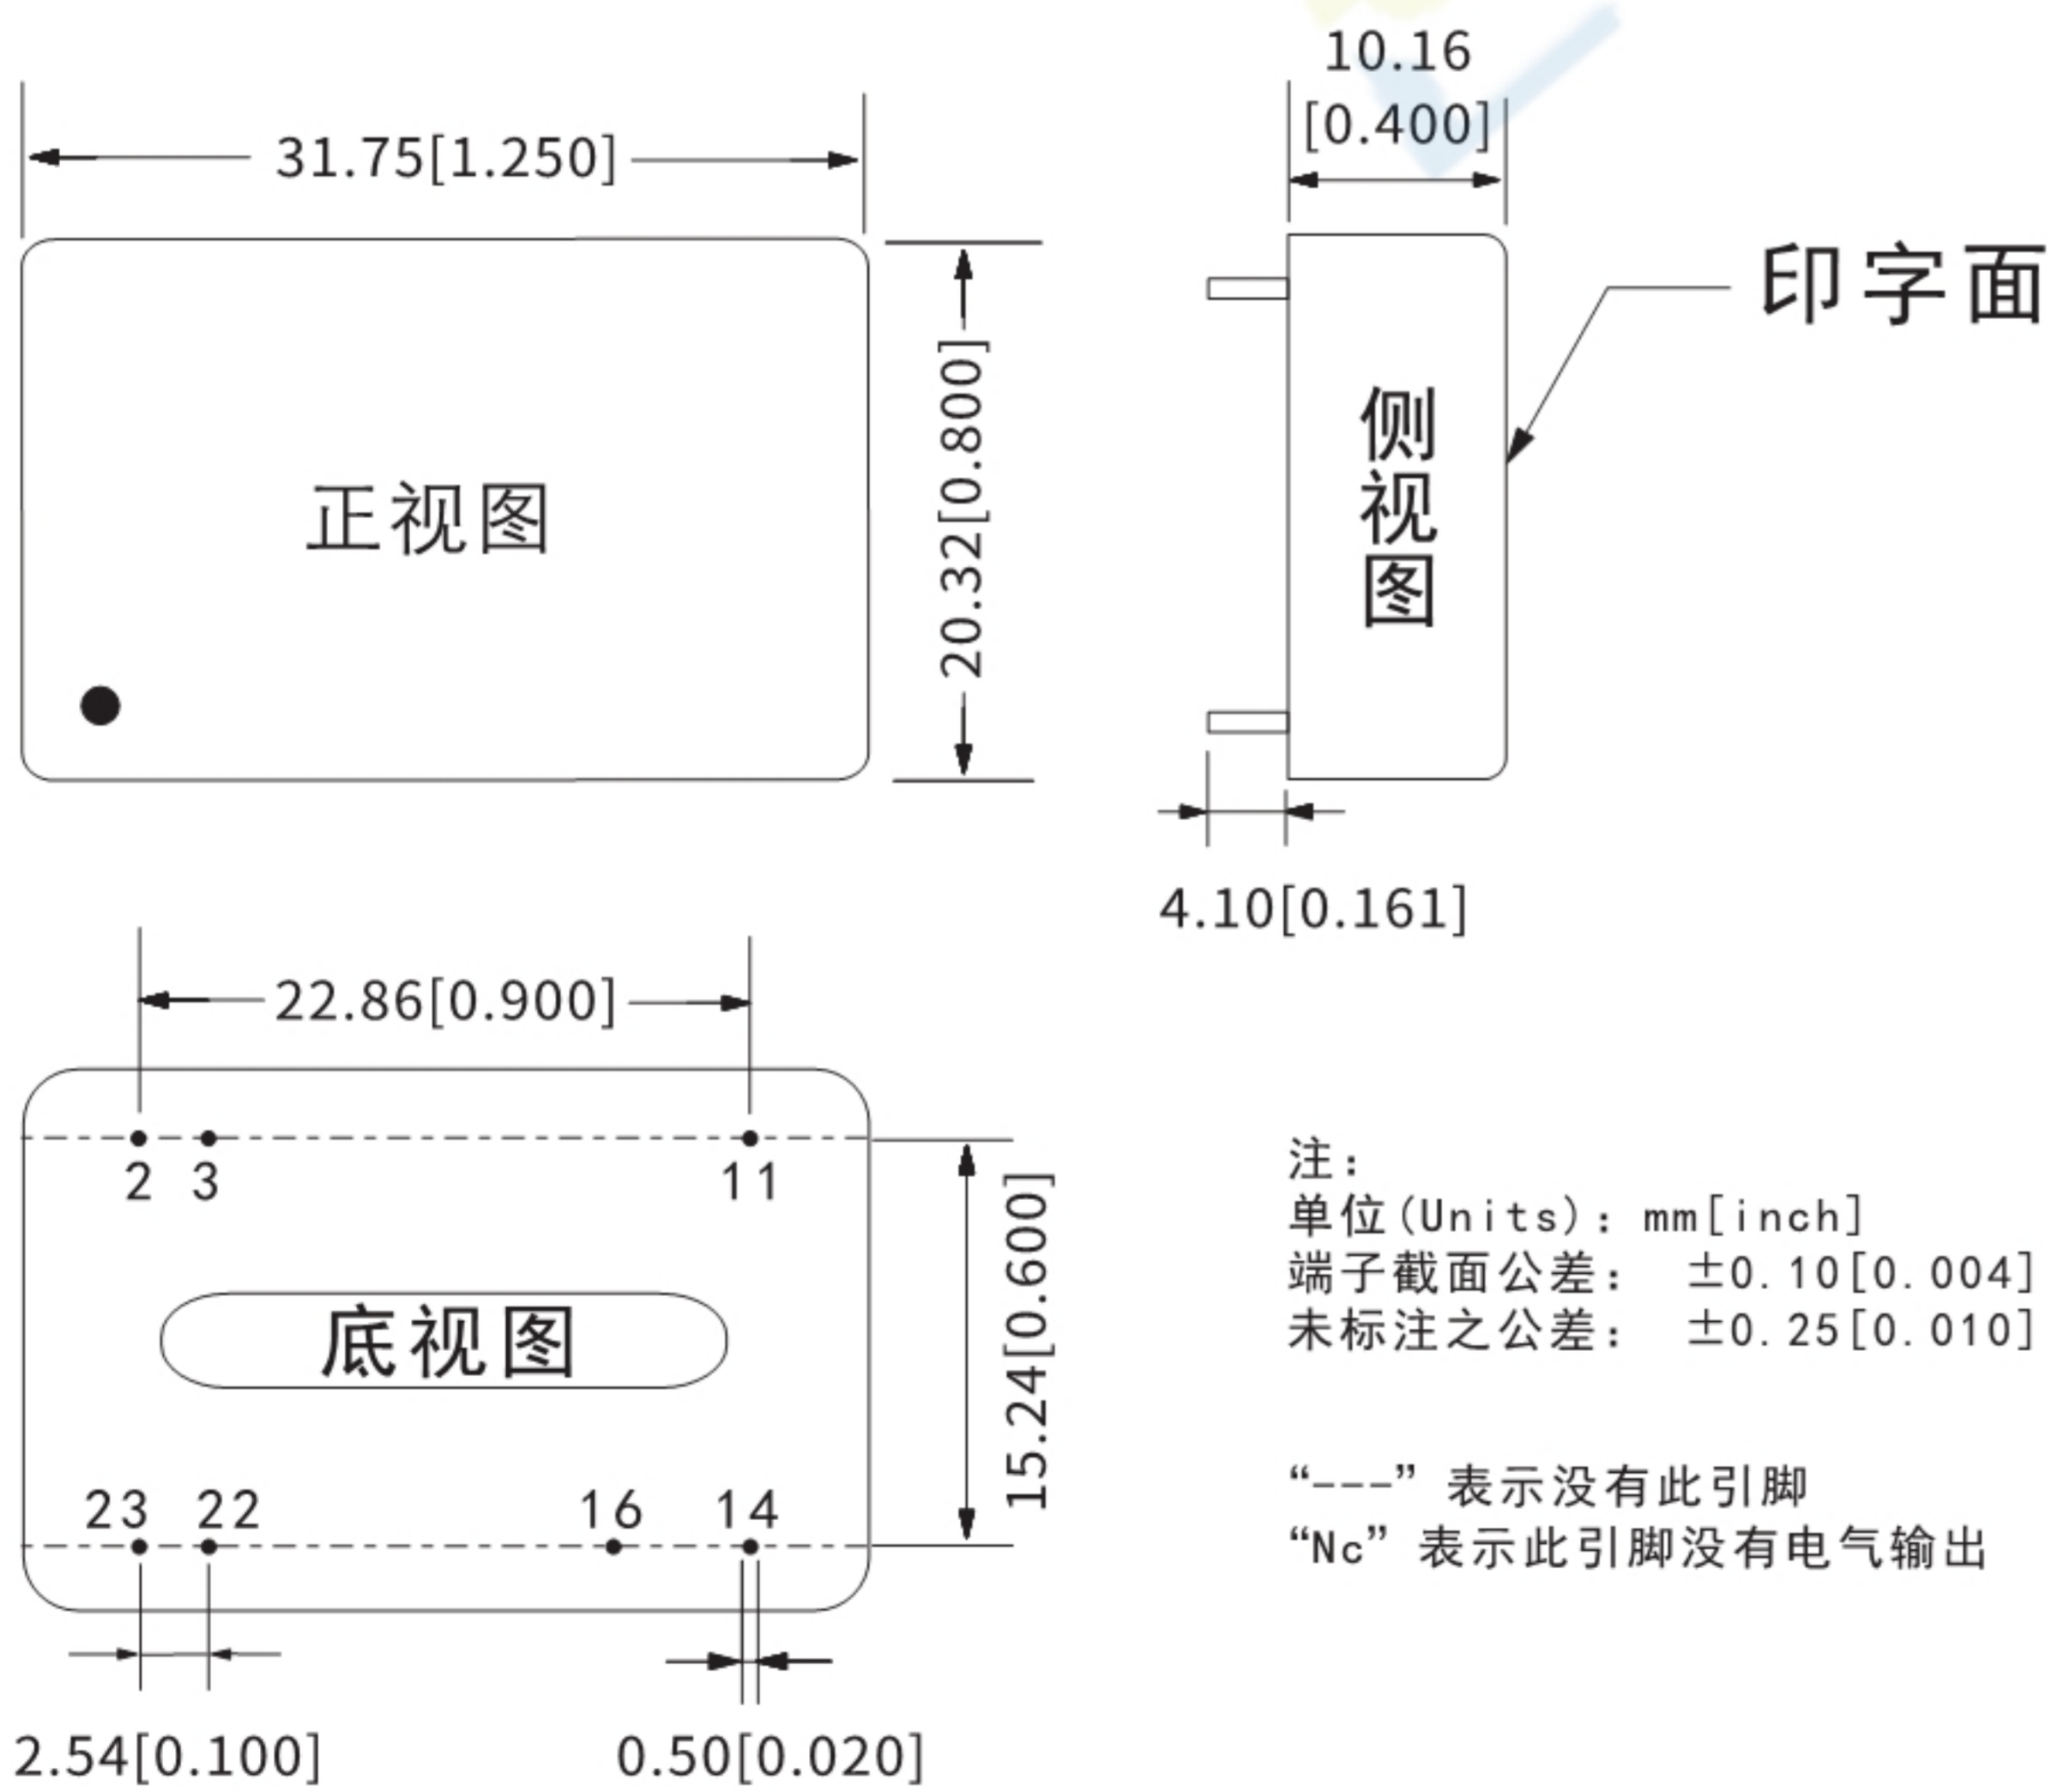 10.16
[0.400]
31.75[1.250]
印字面
20.32[0.800]
正视图
侧视图
4.10[0.161]
22.86[0.900]
2 3 11
15.24[0.600]
底视图
23 22 16 14
2.54[0.100]
0.50[0.020]
注：
单位(Units)：mm[inch]
端子截面公差： ±0.10[0.004]
未标注之公差： ±0.25[0.010]
“---” 表示没有此引脚
“Nc” 表示此引脚没有电气输出